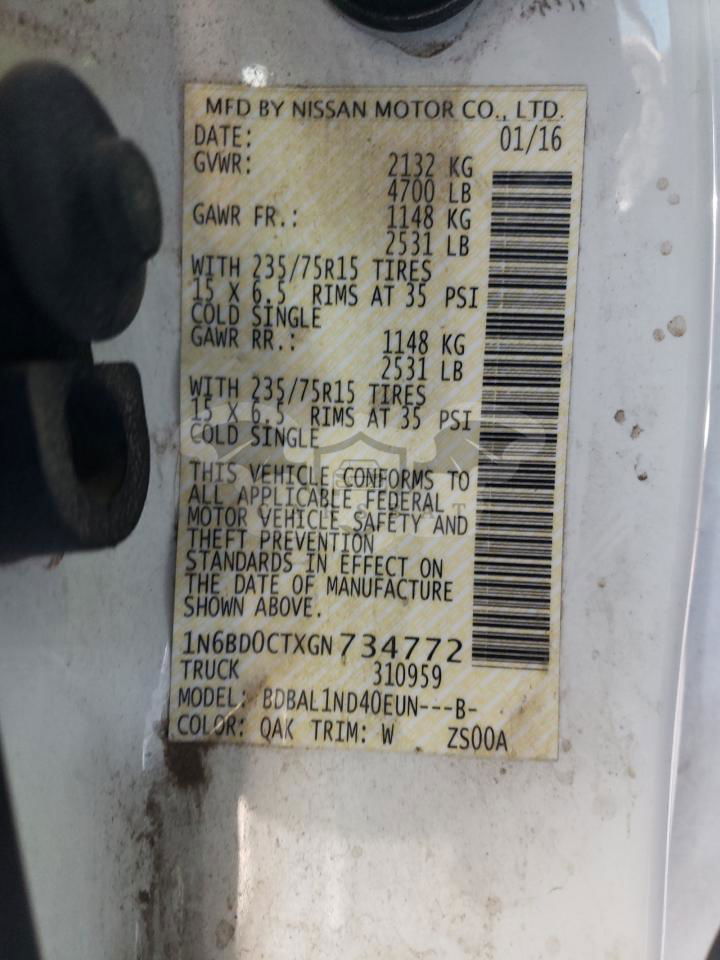 MFD BY NISSAN MOTOR CO., LTD.
DATE: 01/16
GVWR: 2132 KG
4700 LB
GAWR FR.: 1148 KG
2531 LB
WITH 235/75R15 TIRES
15 X 6.5 RIMS AT 35 PSI
COLD SINGLE
GAWR RR.: 1148 KG
2531 LB
WITH 235/75R15 TIRES
15 X 6.5 RIMS AT 35 PSI
COLD SINGLE
THIS VEHICLE CONFORMS TO
ALL APPLICABLE FEDERAL
MOTOR VEHICLE SAFETY AND
THEFT PREVENTION
STANDARDS IN EFFECT ON
THE DATE OF MANUFACTURE
SHOWN ABOVE.
1N6BD0CTXGN734772
TRUCK 310959
MODEL: BDBAL1ND40EUN---B-
COLOR: QAK TRIM: W ZS00A